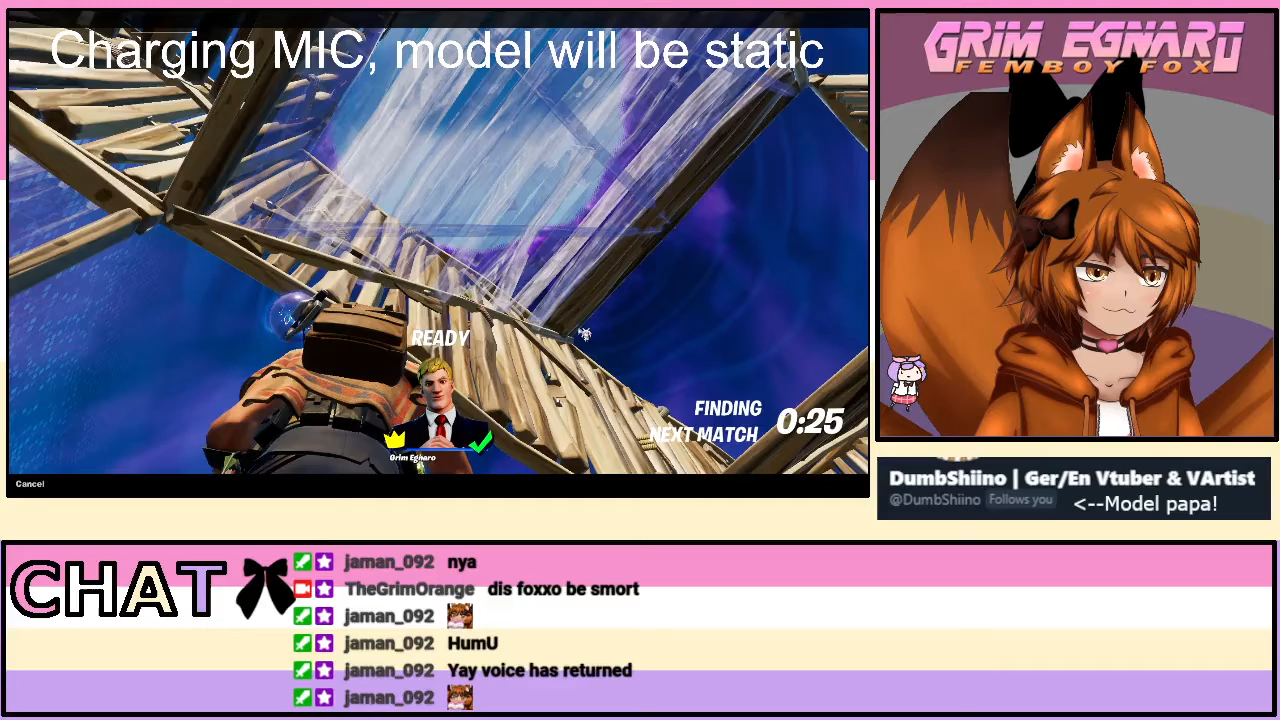 Charging MIC, model will be static
GRIM EGNARO
FEMBOY FOX
READY
FINDING
NEXT MATCH
0:25
Grim Egnaro
Cancel
DumbShiino | Ger/En Vtuber & VArtist
@DumbShiino Follows you <--Model papa!
CHAT
jaman_092 nya
TheGrimOrange dis foxxo be smort
jaman_092
jaman_092 HumU
jaman_092 Yay voice has returned
jaman_092